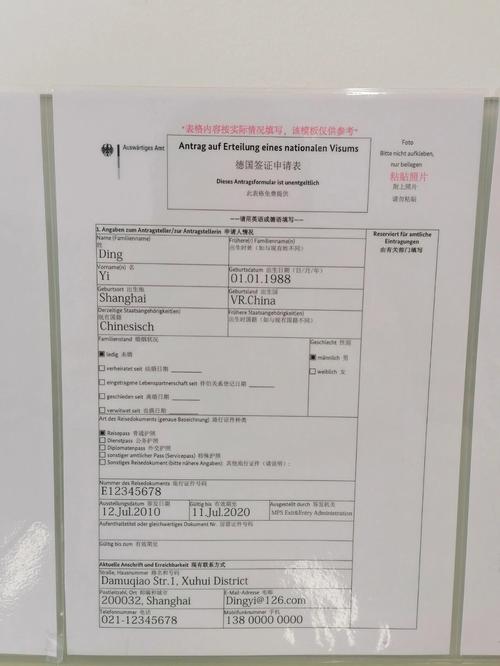 *表格内容按实际情况填写，该模板仅供参考*
Auswärtiges Amt
Antrag auf Erteilung eines nationalen Visums
德国签证申请表
Dieses Antragsformular ist unentgeltlich
此表格免费提供
Foto
Bitte nicht aufkleben,
nur beilegen
粘贴照片
附上照片
请勿粘贴
---请用英语或德语填写---
1. Angaben zum Antragsteller/zur Antragstellerin 申请人情况
Reserviert für amtliche
Eintragungen
由有关部门填写
Name (Familienname)
姓
Ding
Frühere(r) Familienname(n)
出生时姓（如与现有姓不同）
Vorname(n) 名
Yi
Geburtsdatum 出生日期（日/月/年）
01.01.1988
Geburtsort 出生地
Shanghai
Geburtsland 出生国
VR.China
Derzeitige Staatsangehörigkeit(en)
现有国籍
Chinesisch
Frühere Staatsangehörigkeit(en)
出生时国籍（如与现有国籍不同）
Familienstand 婚姻状况
Geschlecht 性别
ledig 未婚
männlich 男
verheiratet seit 结婚日期
weiblich 女
eingetragene Lebenspartnerschaft seit 伴侣关系登记日期
geschieden seit 离婚日期
verwitwet seit 丧偶日期
Art des Reisedokuments (genaue Bezeichnung) 旅行证件种类
Reisepass 普通护照
Dienstpass 公务护照
Diplomatenpass 外交护照
sonstiger amtlicher Pass (Servicepass) 特殊护照
Sonstiges Reisedokument (bitte nähere Angaben): 其他旅行证件（请说明）:
Nummer des Reisedokuments 旅行证件号码
E12345678
Ausstellungsdatum 签发日期
12.Jul.2010
Gültig bis 有效期至
11.Jul.2020
Ausgestellt durch 签发机关
MPS Exit&Entry Administration
Aufenthaltstitel oder gleichwertiges Dokument Nr. 居留证件号码
Gültig bis zum 有效期至
Aktuelle Anschrift und Erreichbarkeit 现有联系方式
Straße, Hausnummer 路名和号码
Damuqiao Str.1, Xuhui District
Postleitzahl, Ort 邮编和城市
200032, Shanghai
E-Mail-Adresse 电邮
Dingyi@126.com
Telefonnummer 电话
021-12345678
Mobilfunknummer 手机
138 0000 0000